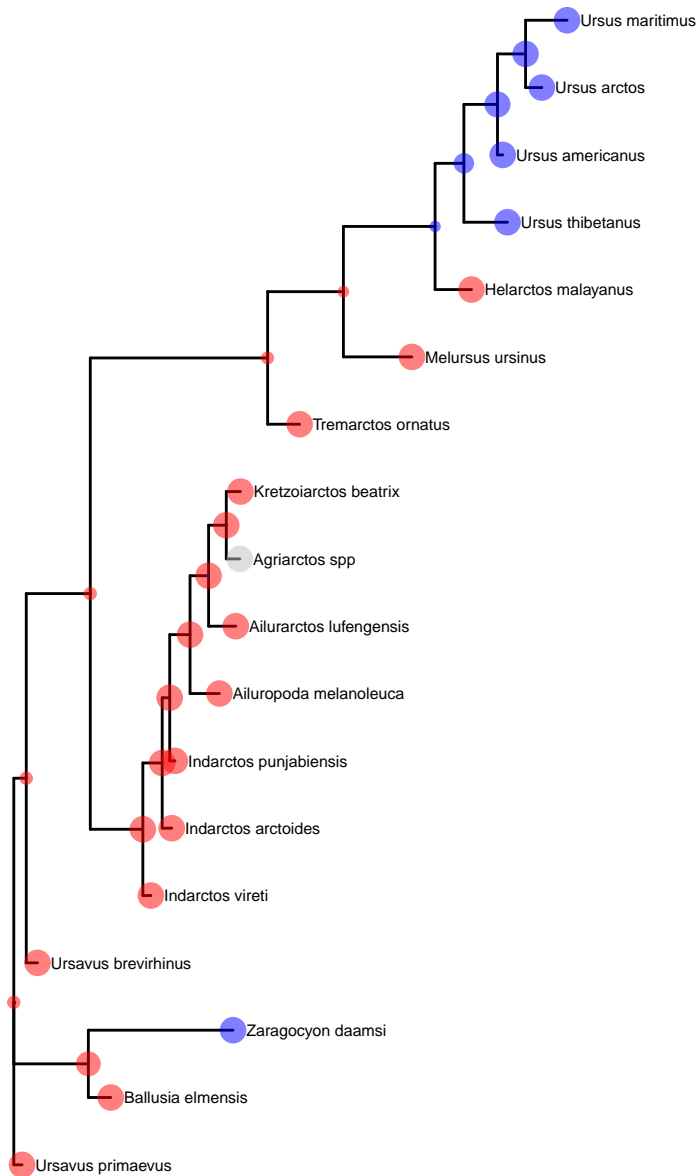 Ursus maritimus
Ursus arctos
Ursus americanus
Ursus thibetanus
Helarctos malayanus
Melursus ursinus
Tremarctos ornatus
Kretzoiarctos beatrix
Agriarctos spp
Ailurarctos lufengensis
Ailuropoda melanoleuca
Indarctos punjabiensis
Indarctos arctoides
Indarctos vireti
Ursavus brevirhinus
Zaragocyon daamsi
Ballusia elmensis
Ursavus primaevus